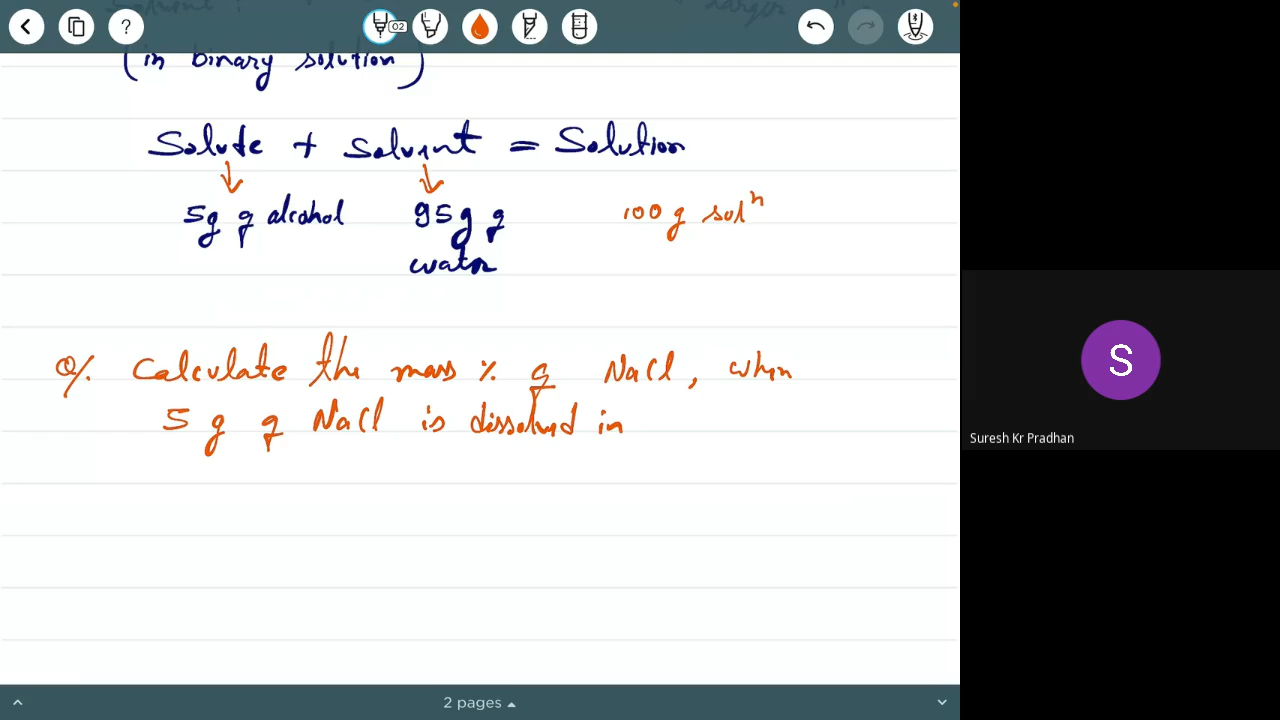 (in binary solution)
Solute + Solvent = Solution
5g of alcohol 95g of 100g solⁿ
water
Q/. Calculate the mass % of NaCl, when
5 g of NaCl is dissolved in
S
Suresh Kr Pradhan
2 pages